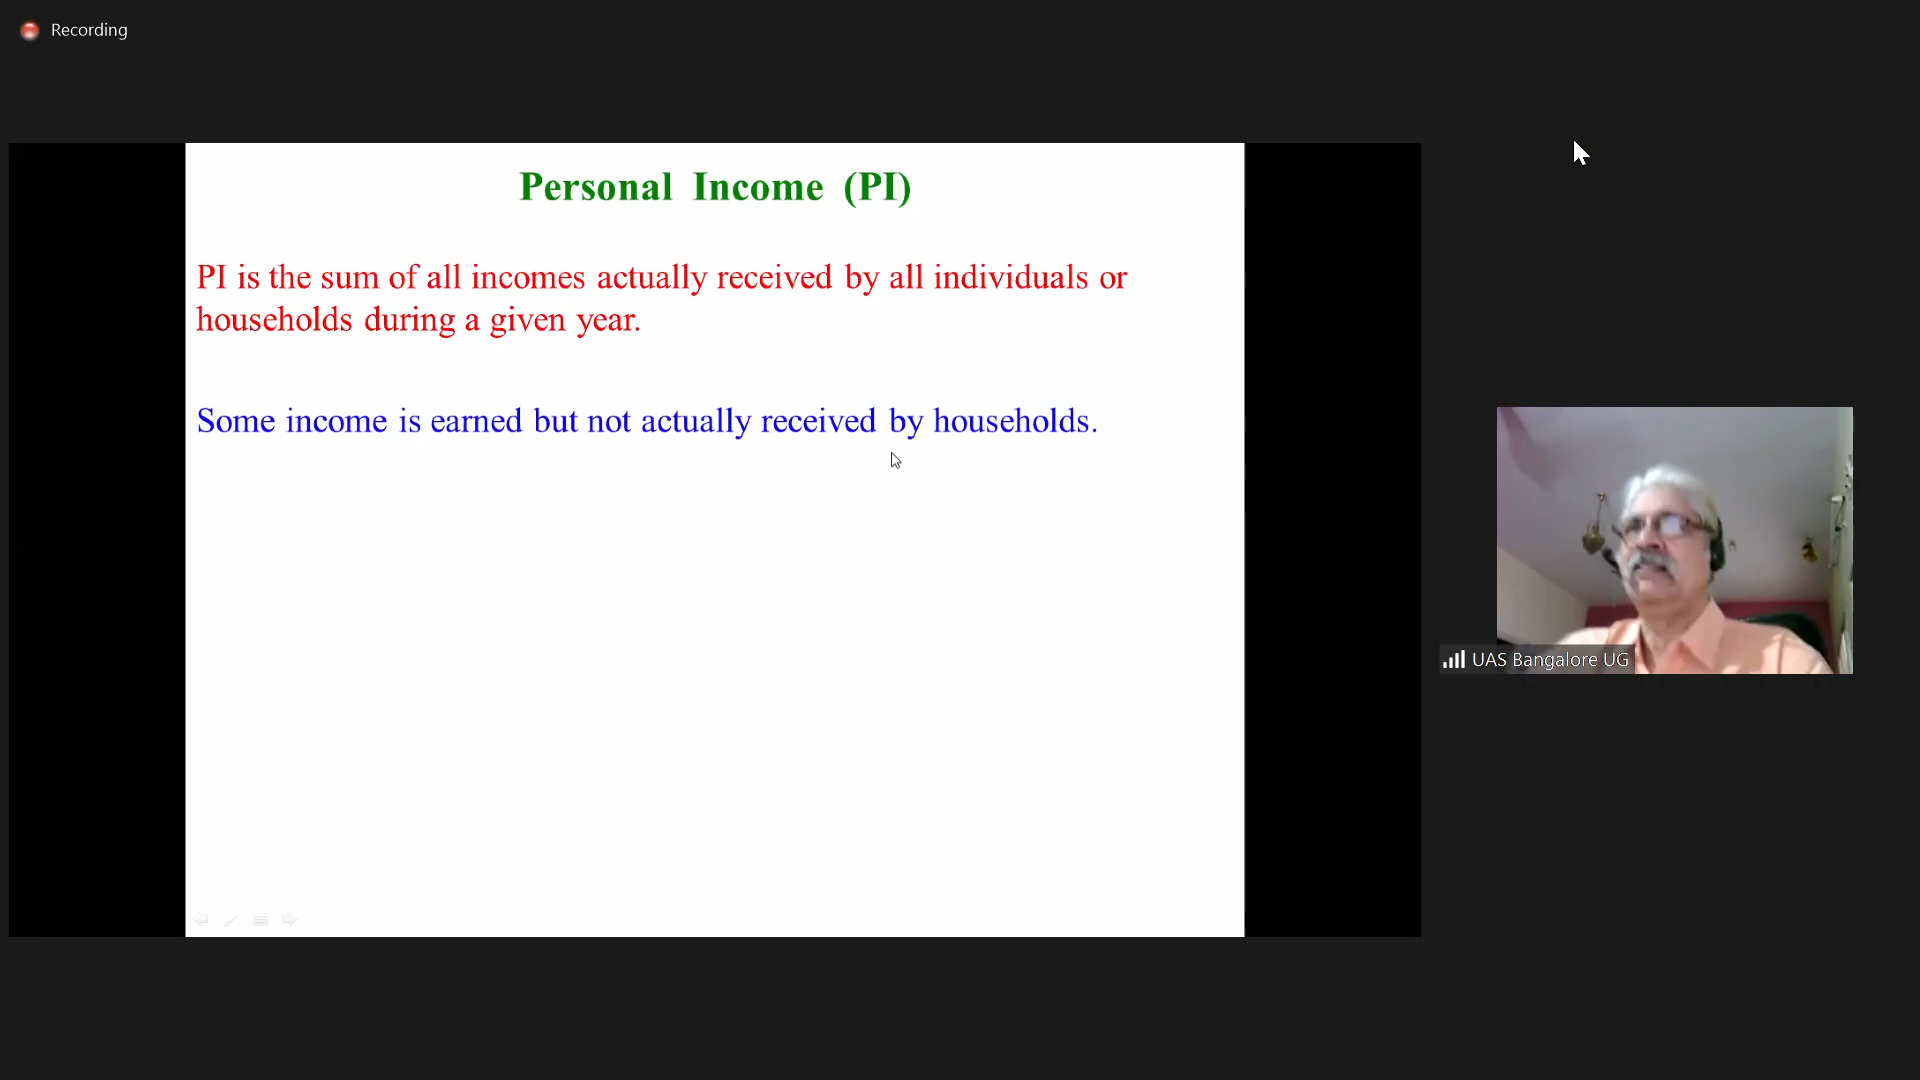 Recording
Personal Income (PI)
PI is the sum of all incomes actually received by all individuals or
households during a given year.
Some income is earned but not actually received by households.
UAS Bangalore UG